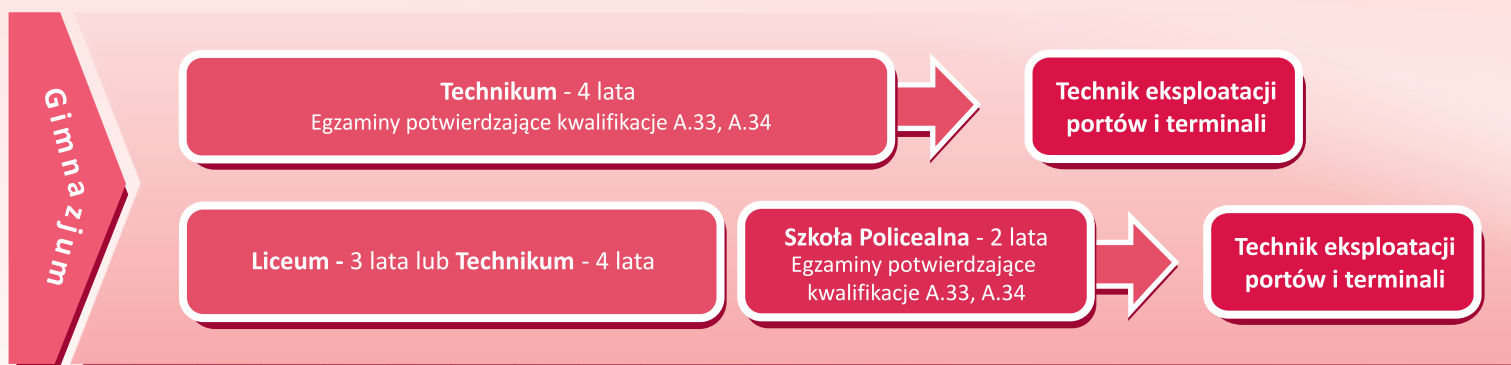 Gimnazjum
Technikum - 4 lata
Egzaminy potwierdzające kwalifikacje A.33, A.34
Technik eksploatacji
portów i terminali
Liceum - 3 lata lub Technikum - 4 lata
Szkoła Policealna - 2 lata
Egzaminy potwierdzające
kwalifikacje A.33, A.34
Technik eksploatacji
portów i terminali